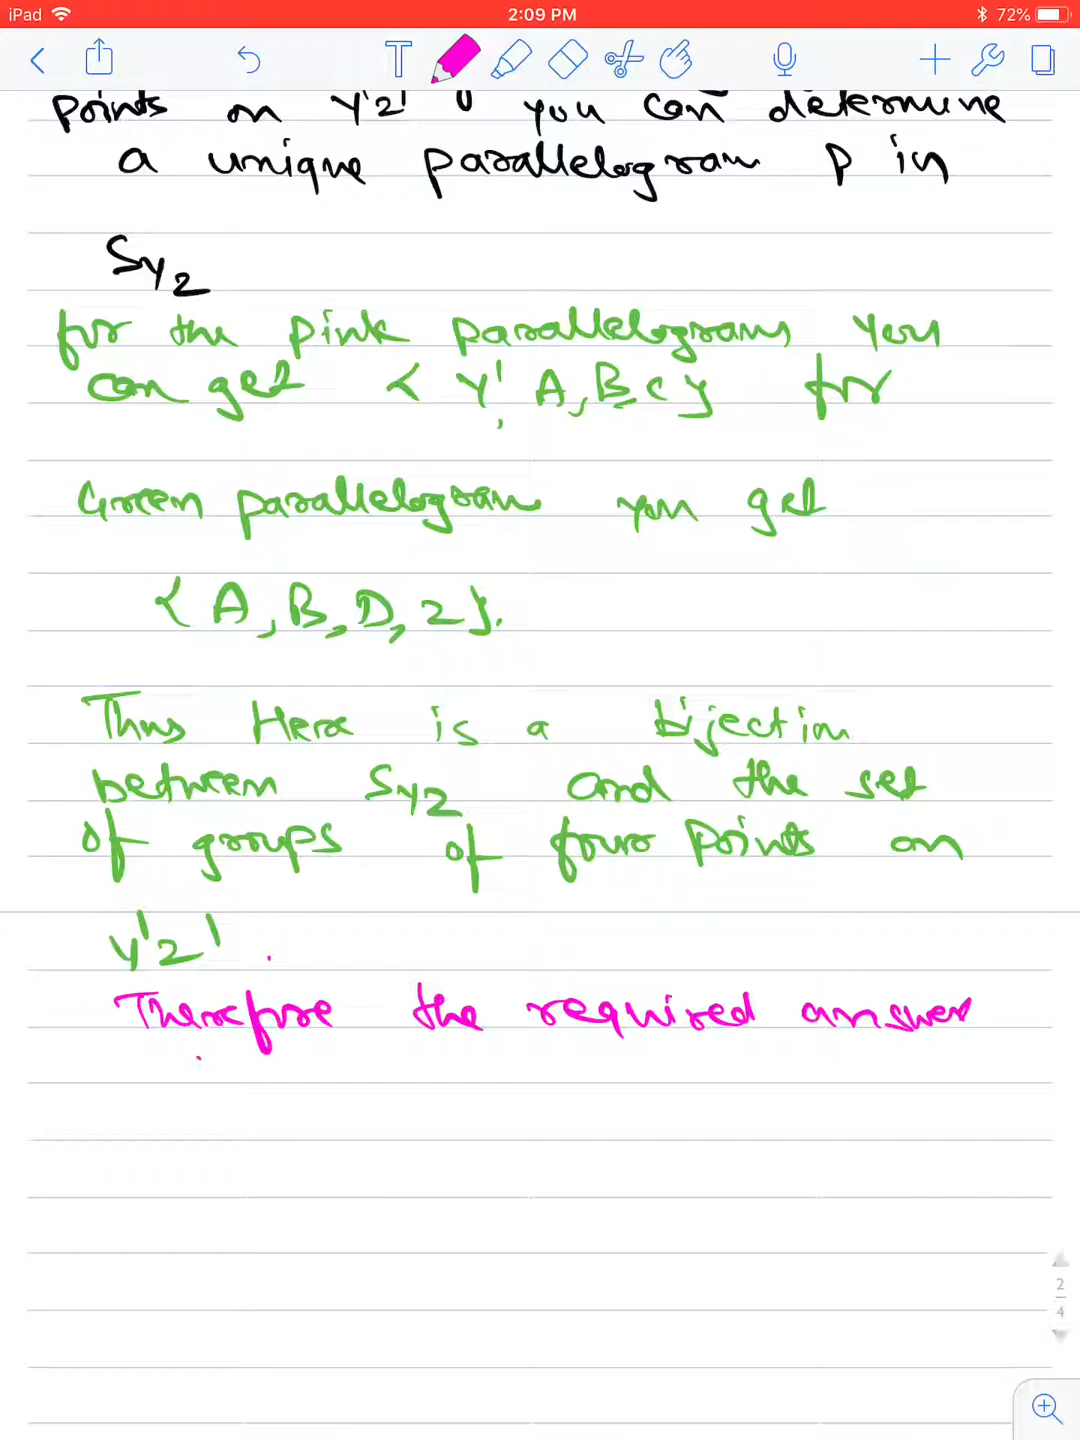 iPad 2:09 PM 72%
T
points on Y'2' you can determine
a unique parallelogram P in
SY2
for the pink parallelograms you
can get { Y', A, B, C } for
Green parallelogram you get
{ A, B, D, 2 }.
Thus Here is a bijection
between SY2 and the set
of groups of four points on
Y'2'.
Therefore the required answer
2
4